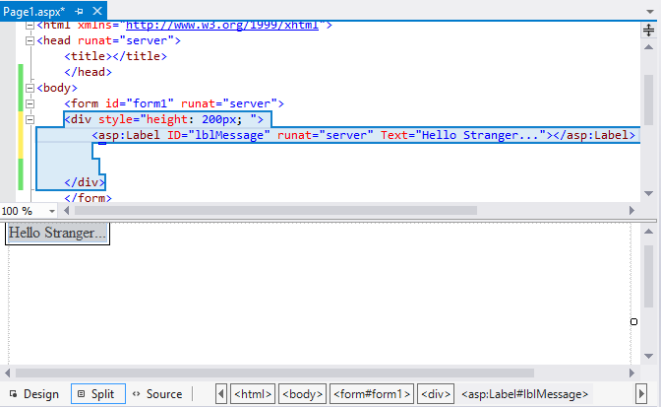 Page1.aspx*
<html xmlns="http://www.w3.org/1999/xhtml">
<head runat="server">
<title></title>
</head>
<body>
<form id="form1" runat="server">
<div style="height: 200px; ">
<asp:Label ID="lblMessage" runat="server" Text="Hello Stranger..."></asp:Label>
</div>
</form>
100 %
Hello Stranger...
Design Split Source <html> <body> <form#form1> <div> <asp:Label#lblMessage>